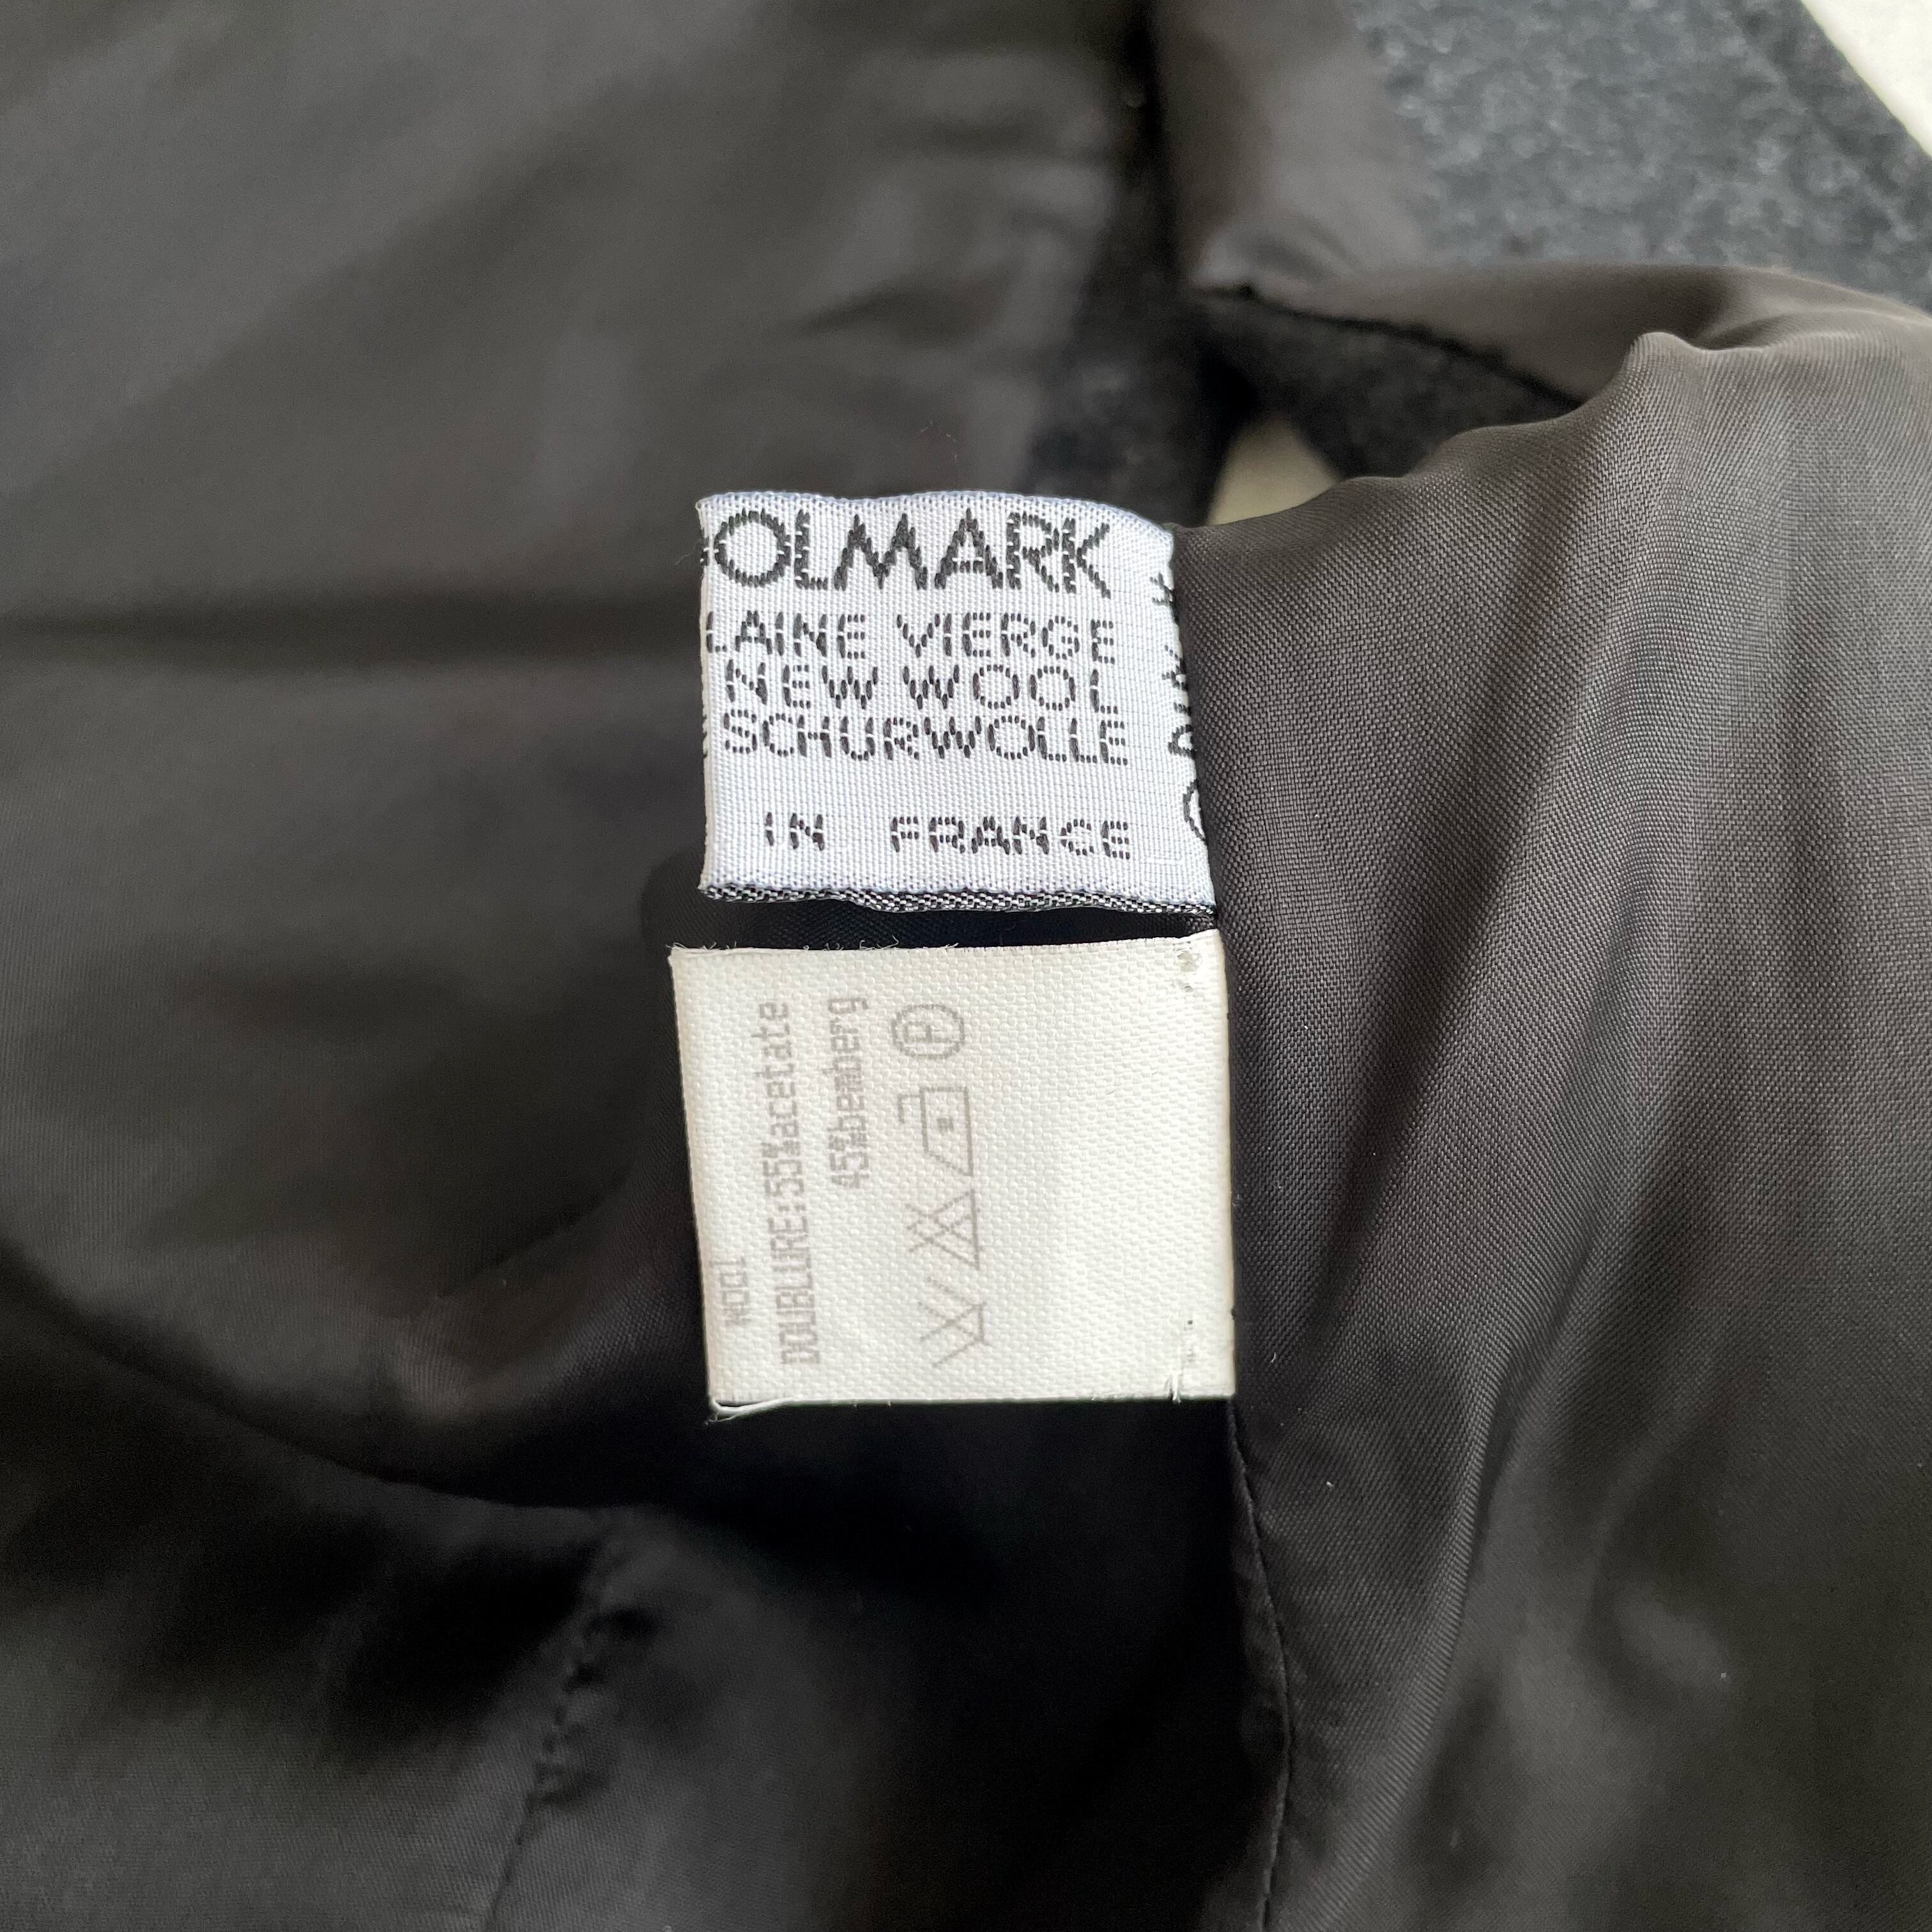 OLMARK
LAINE VIERGE
NEW WOOL
SCHURWOLLE
IN FRANCE
wool
DOUBLURE:55%acetate
45%bemberg
P